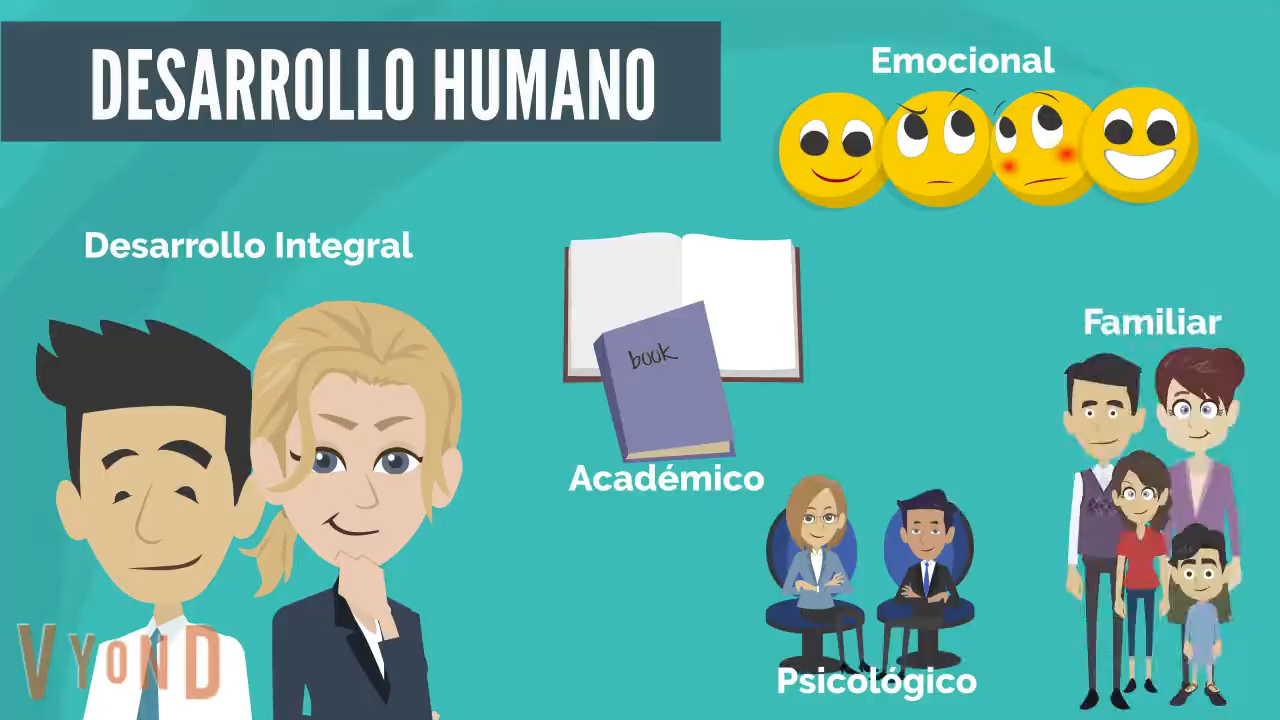 DESARROLLO HUMANO
Emocional
Desarrollo Integral
Familiar
book
Académico
Psicológico
VYOND